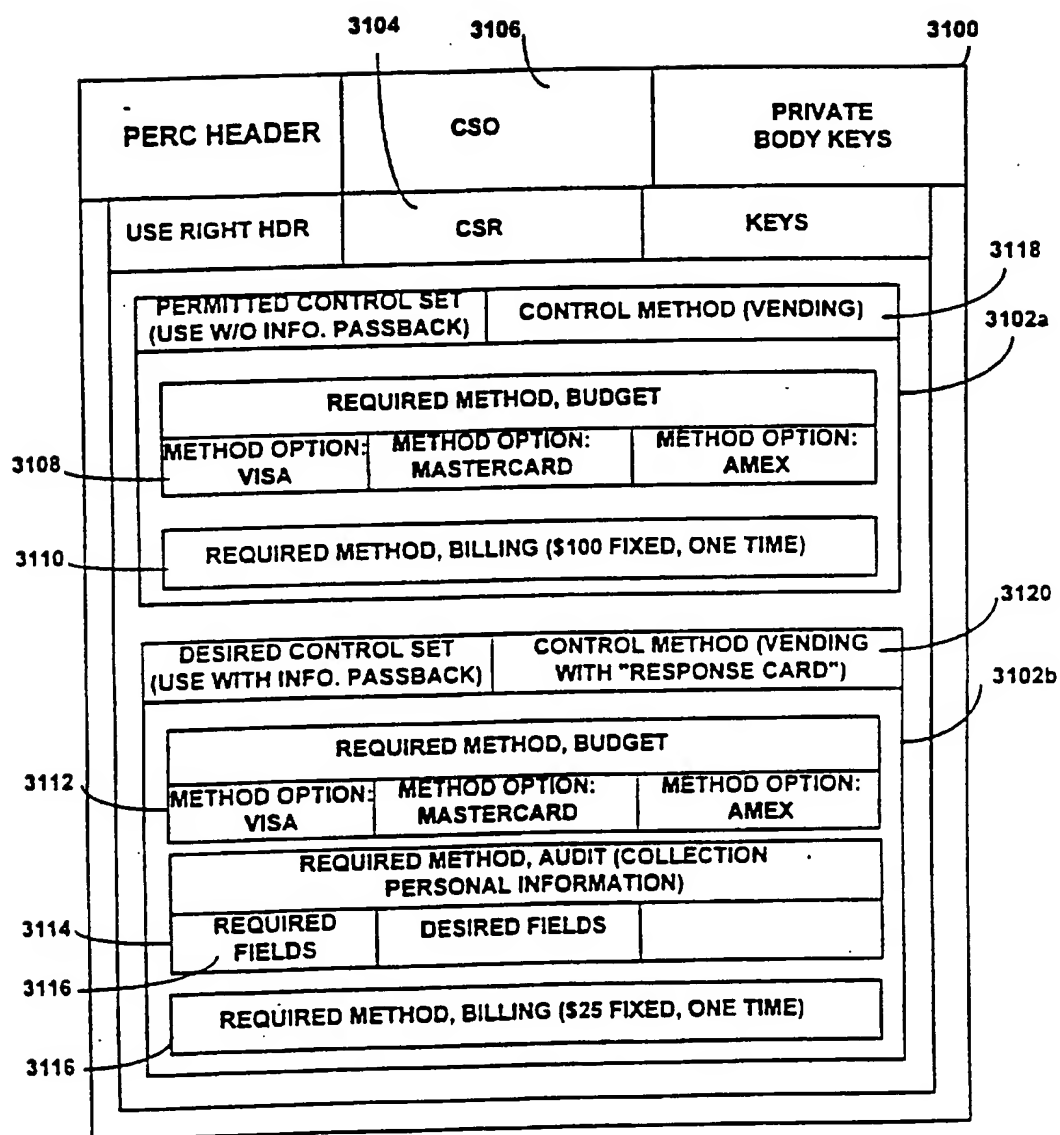 3104
3106
3100
PERC HEADER
CSO
PRIVATE
BODY KEYS
USE RIGHT HDR
CSR
KEYS
3118
PERMITTED CONTROL SET
(USE W/O INFO. PASSBACK)
CONTROL METHOD (VENDING)
3102a
REQUIRED METHOD, BUDGET
METHOD OPTION:
VISA
METHOD OPTION:
MASTERCARD
METHOD OPTION:
AMEX
3108
REQUIRED METHOD, BILLING ($100 FIXED, ONE TIME)
3110
3120
DESIRED CONTROL SET
(USE WITH INFO. PASSBACK)
CONTROL METHOD (VENDING
WITH "RESPONSE CARD")
3102b
REQUIRED METHOD, BUDGET
3112
METHOD OPTION:
VISA
METHOD OPTION:
MASTERCARD
METHOD OPTION:
AMEX
REQUIRED METHOD, AUDIT (COLLECTION
PERSONAL INFORMATION)
3114
REQUIRED
FIELDS
DESIRED FIELDS
3116
REQUIRED METHOD, BILLING ($25 FIXED, ONE TIME)
3116